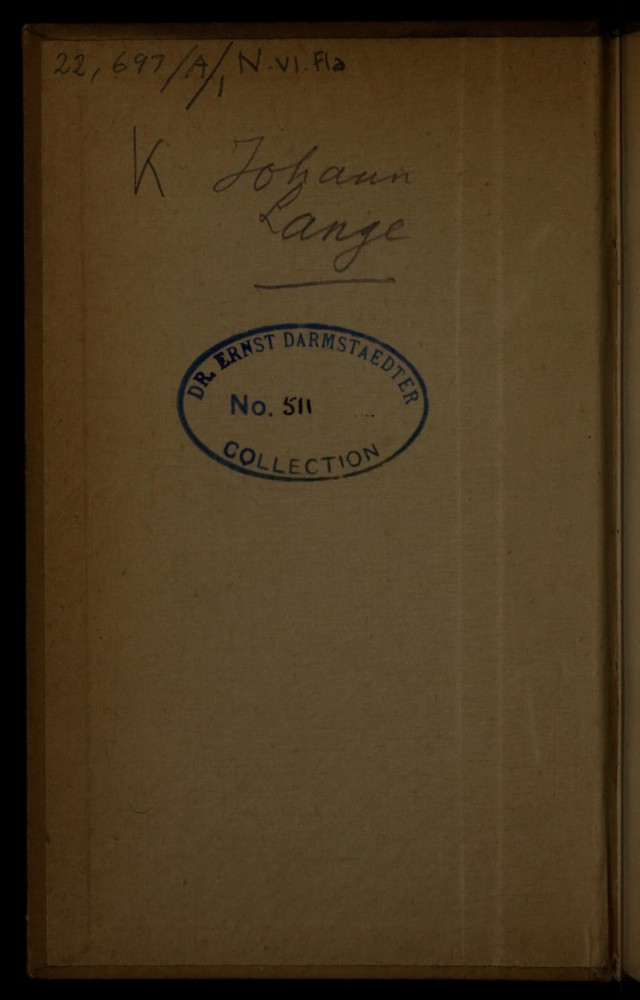 22,697/A/1 N.VI. Fla
K Johann
Lange
DR. ERNST DARMSTAEDTER
No. 511
COLLECTION